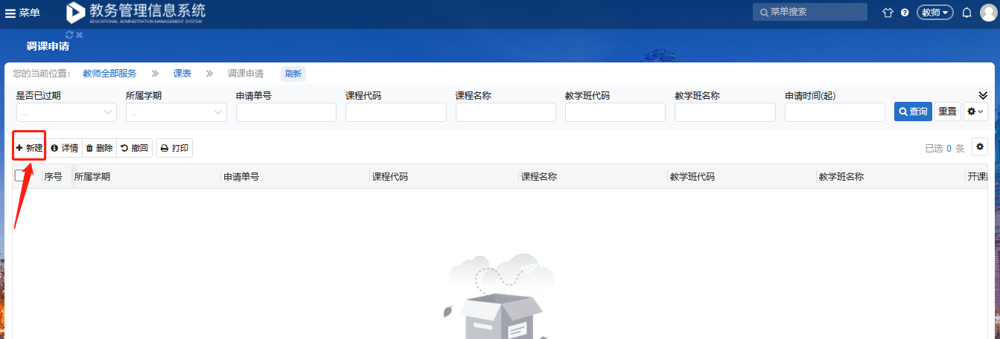 菜单
教务管理信息系统
EDUCATIONAL ADMINISTRATION MANAGEMENT SYSTEM
菜单搜索
教师
调课申请
您的当前位置： 教师全部服务 课表 调课申请 刷新
是否已过期 所属学期 申请单号 课程代码 课程名称 教学班代码 教学班名称 申请时间(起)
... ... 查询 重置
新建 详情 删除 撤回 打印 已选 0 条
序号 所属学期 申请单号 课程代码 课程名称 教学班代码 教学班名称 开课